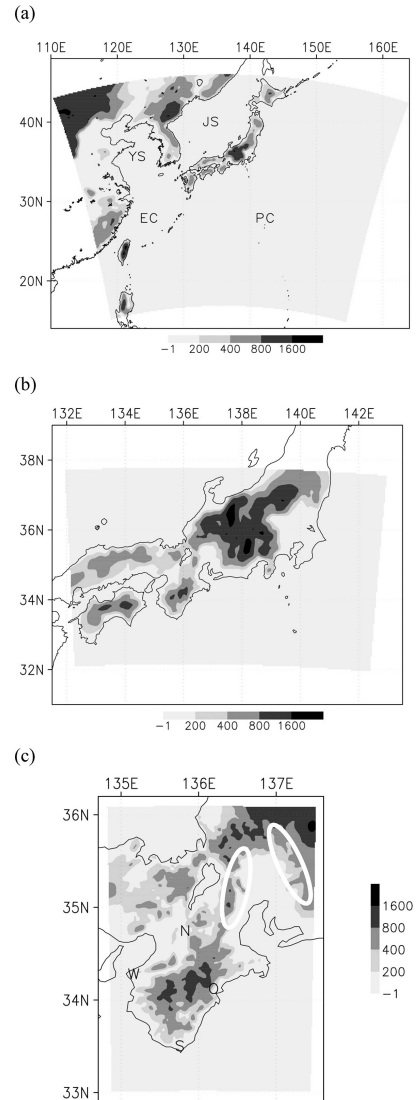 (a)
110E 120E 130E 140E 150E 160E
40N
JS
YS
30N
EC PC
20N
−1 200 400 800 1600
(b)
132E 134E 136E 138E 140E 142E
38N
36N
34N
32N
−1 200 400 800 1600
(c)
135E 136E 137E
36N
35N
N
1600
800
W
400
34N
O
200
−1
S
33N